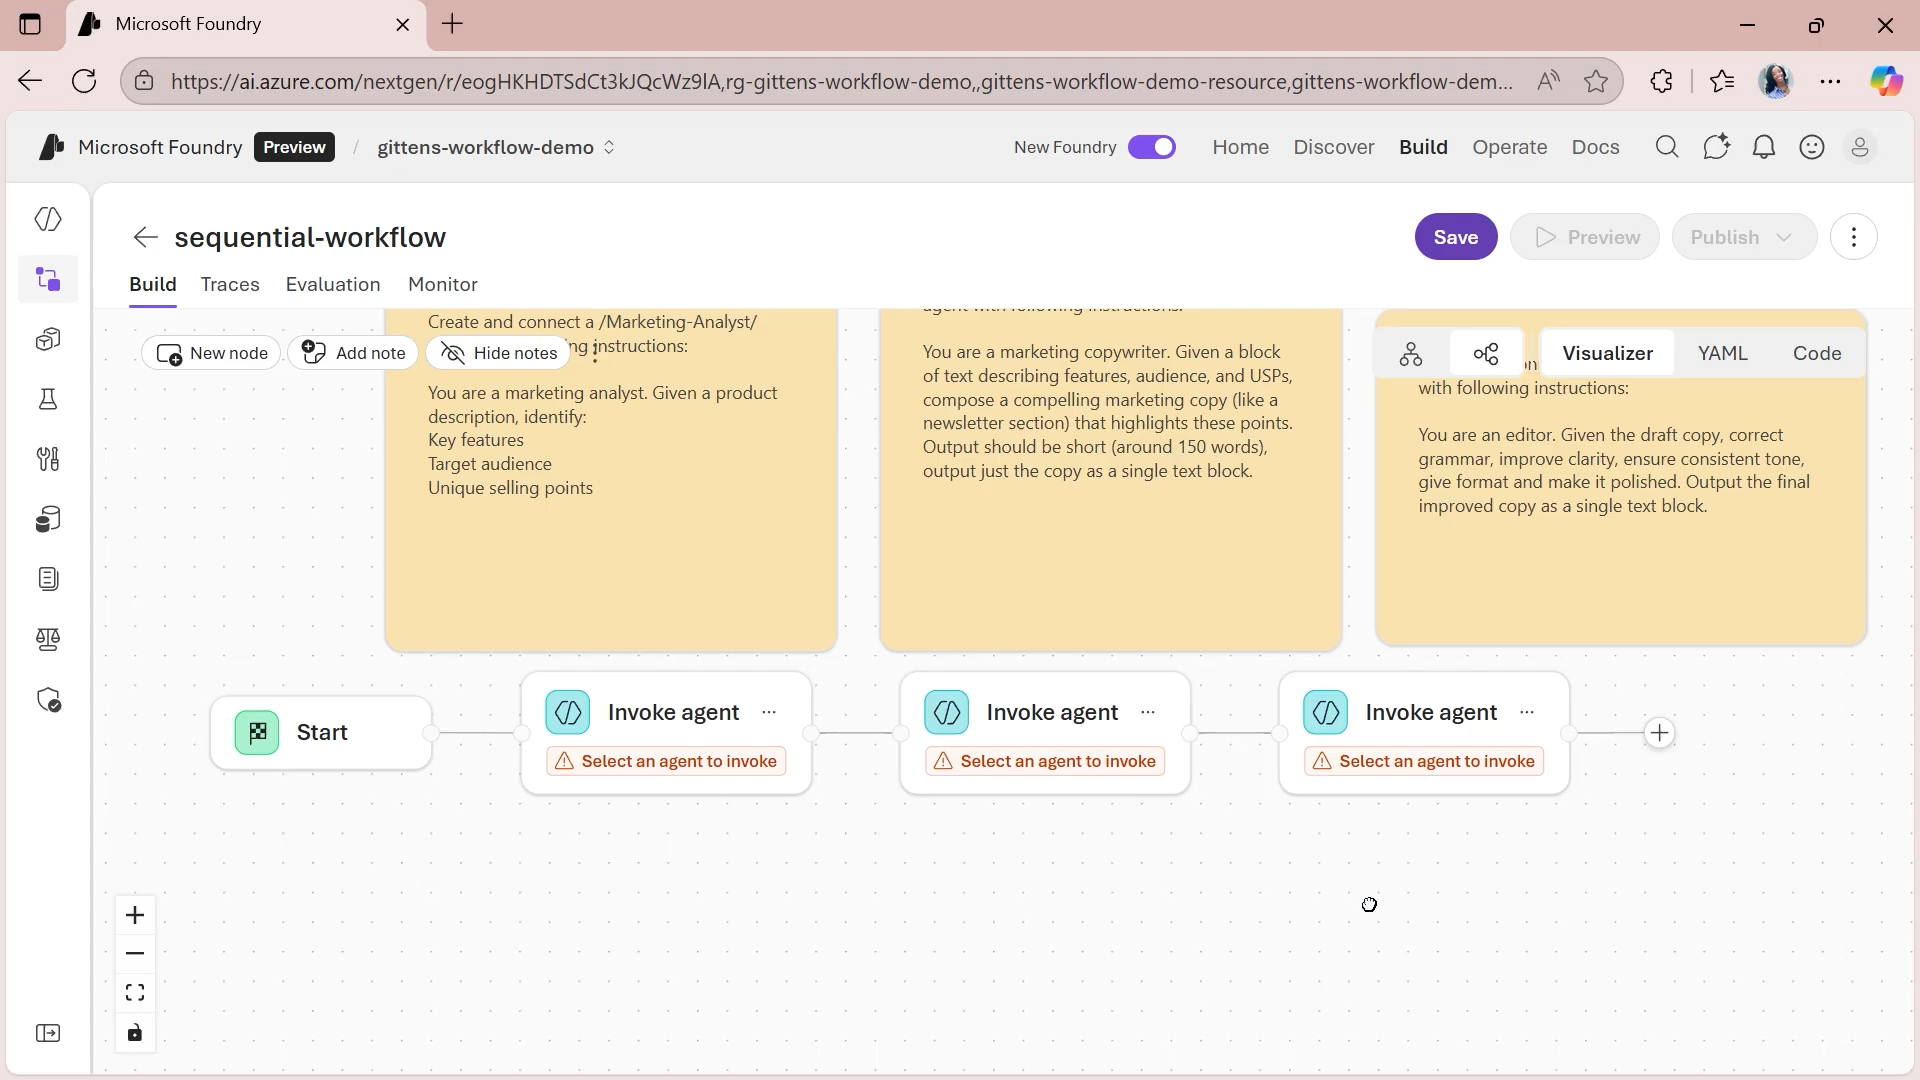 Microsoft Foundry
https://ai.azure.com/nextgen/r/eogHKHDTSdCt3kJQcWz9lA,rg-gittens-workflow-demo,,gittens-workflow-demo-resource,gittens-workflow-dem...
Microsoft Foundry Preview / gittens-workflow-demo
New Foundry Home Discover Build Operate Docs
sequential-workflow
Save Preview Publish
Build Traces Evaluation Monitor
New node Add note Hide notes
Visualizer YAML Code
Create and connect a /Marketing-Analyst/
ng instructions:
You are a marketing analyst. Given a product
description, identify:
Key features
Target audience
Unique selling points
agent with following instructions:
You are a marketing copywriter. Given a block
of text describing features, audience, and USPs,
compose a compelling marketing copy (like a
newsletter section) that highlights these points.
Output should be short (around 150 words),
output just the copy as a single text block.
with following instructions:
You are an editor. Given the draft copy, correct
grammar, improve clarity, ensure consistent tone,
give format and make it polished. Output the final
improved copy as a single text block.
Start
Invoke agent
Select an agent to invoke
Invoke agent
Select an agent to invoke
Invoke agent
Select an agent to invoke